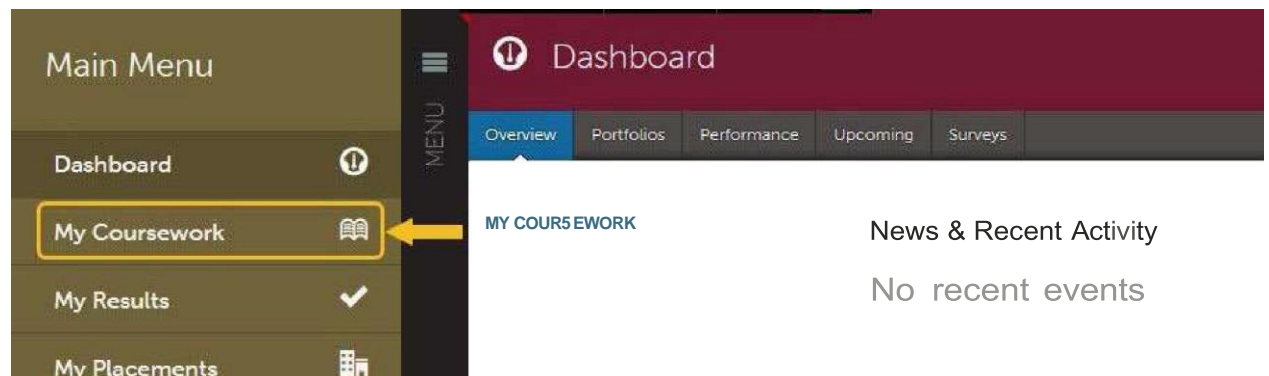 Main Menu
Dashboard
My Coursework
My Results
My Placements
MENU
Dashboard
Overview Portfolios Performance Upcoming Surveys
MY COUR5 EWORK
News & Recent Activity
No recent events